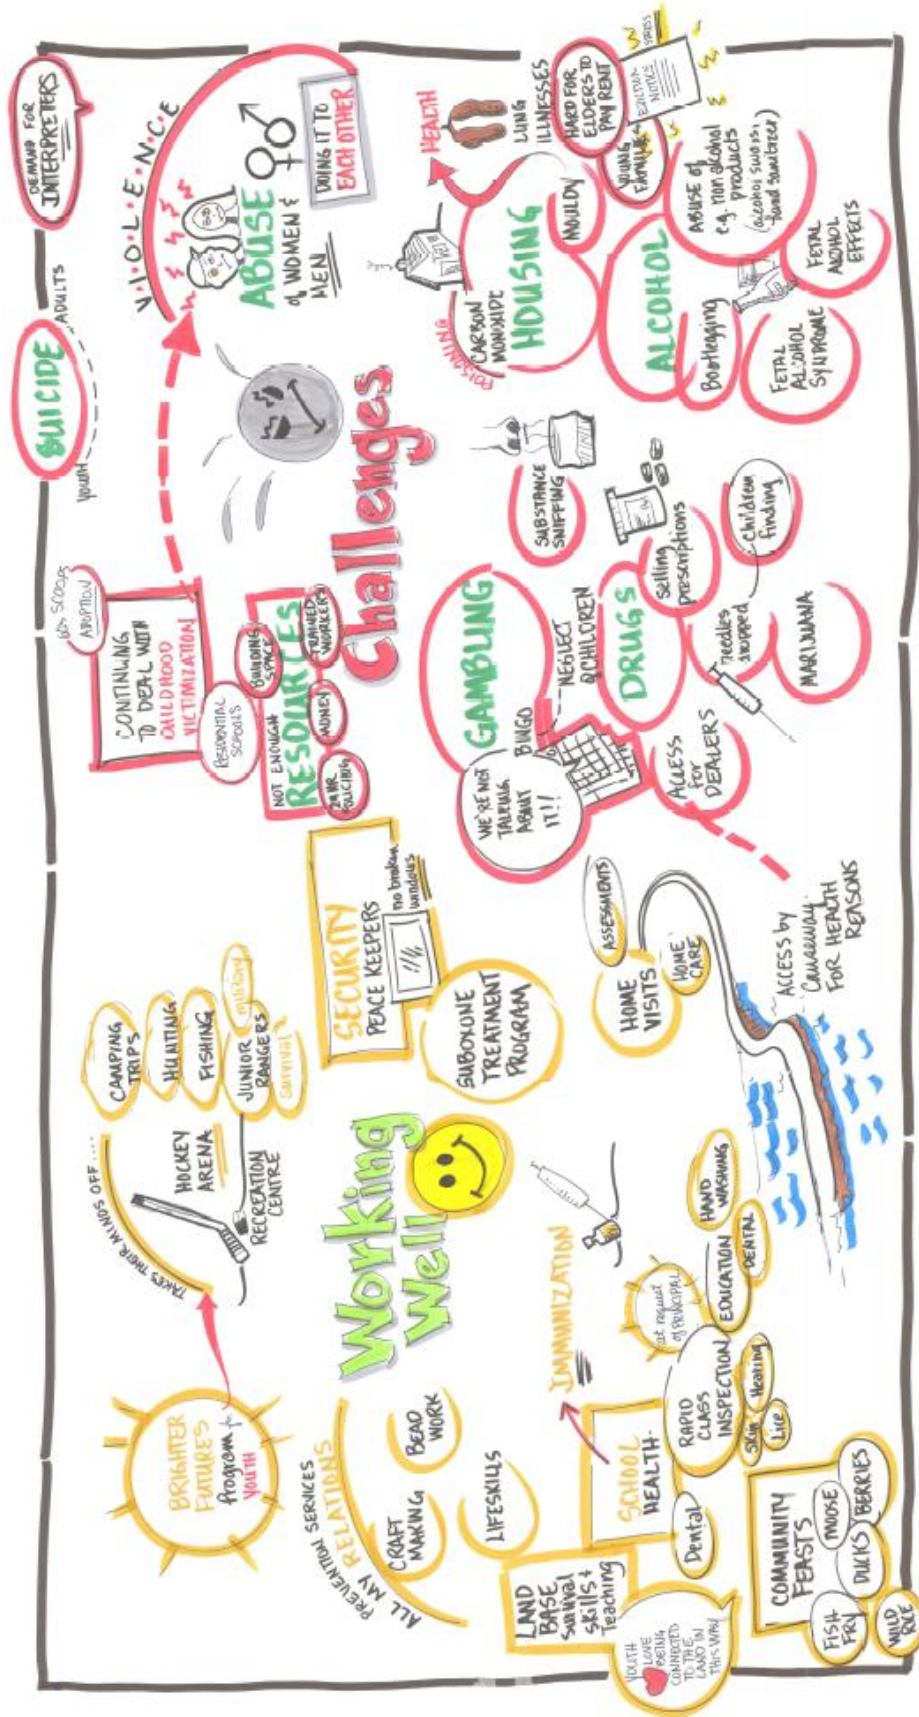 BRIGHTER
FUTURES
Program for
YOUTH
TAKES THEIR MINDS OFF....
HOCKEY
ARENA
RECREATION
CENTRE
CAMPING
TRIPS
HUNTING
FISHING
JUNIOR
RANGERS
military
Survival
PREVENTION SERVICES
ALL MY RELATIONS
CRAFT
MAKING
BEAD
WORK
LIFESKILLS
Working
Well
SECURITY
PEACE KEEPERS
no broken
windows
SUBOXONE
TREATMENT
PROGRAM
LAND
BASE
Survival
skills +
Teaching
YOUTH
LOVE
BEING
CONNECTED
TO THE
LAND IN
THIS WAY
SCHOOL
HEALTH-
IMMUNIZATION
Dental
RAPID
CLASS
INSPECTION
Skin
Hearing
Lice
at request
of PRINCIPAL
EDUCATION
HAND
WASHING
DENTAL
COMMUNITY
FEASTS
FISH
FRY
MOOSE
DUCKS
BERRIES
WILD
RICE
HOME
VISITS
ASSESSMENTS
HOME
CARE
ACCESS by
Causeway.
FOR HEALTH
REASONS
60s SCOOPS
ADOPTION
CONTINUING
TO DEAL WITH
CHILDHOOD
VICTIMIZATION
RESIDENTIAL
SCHOOLS
NOT ENOUGH
RESOURCES
BUILDING
SPACE
24 HR
POLICING
MONEY
TRAINED
WORKERS
Challenges
SUICIDE
YOUTH
ADULTS
DEMAND FOR
INTERPRETERS
V•I•O•L•E•N•C•E
ABUSE
of WOMEN &
MEN
DOING IT TO
EACH OTHER
GAMBLING
WE'RE NOT
TALKING
ABOUT
IT!!
BINGO
NEGLECT
OF CHILDREN
SUBSTANCE
SNIFFING
DRUGS
ACCESS
for
DEALERS
Selling
prescriptions
Needles
dropped
Children
finding
MARIJUANA
POISONING
CARBON
MONOXIDE
HOUSING
HEALTH
MOULDY
LUNG
ILLNESSES
HARD FOR
ELDERS TO
PAY RENT
YOUNG
FAMILIES
EVICTION
NOTICE
STRESS
ALCOHOL
Bootlegging
ABUSE of
e.g. non alcohol
products
(alcohol swabs,
hand sanitizer)
FETAL
ALCOHOL
SYNDROME
FETAL
ALCOHOL
EFFECTS